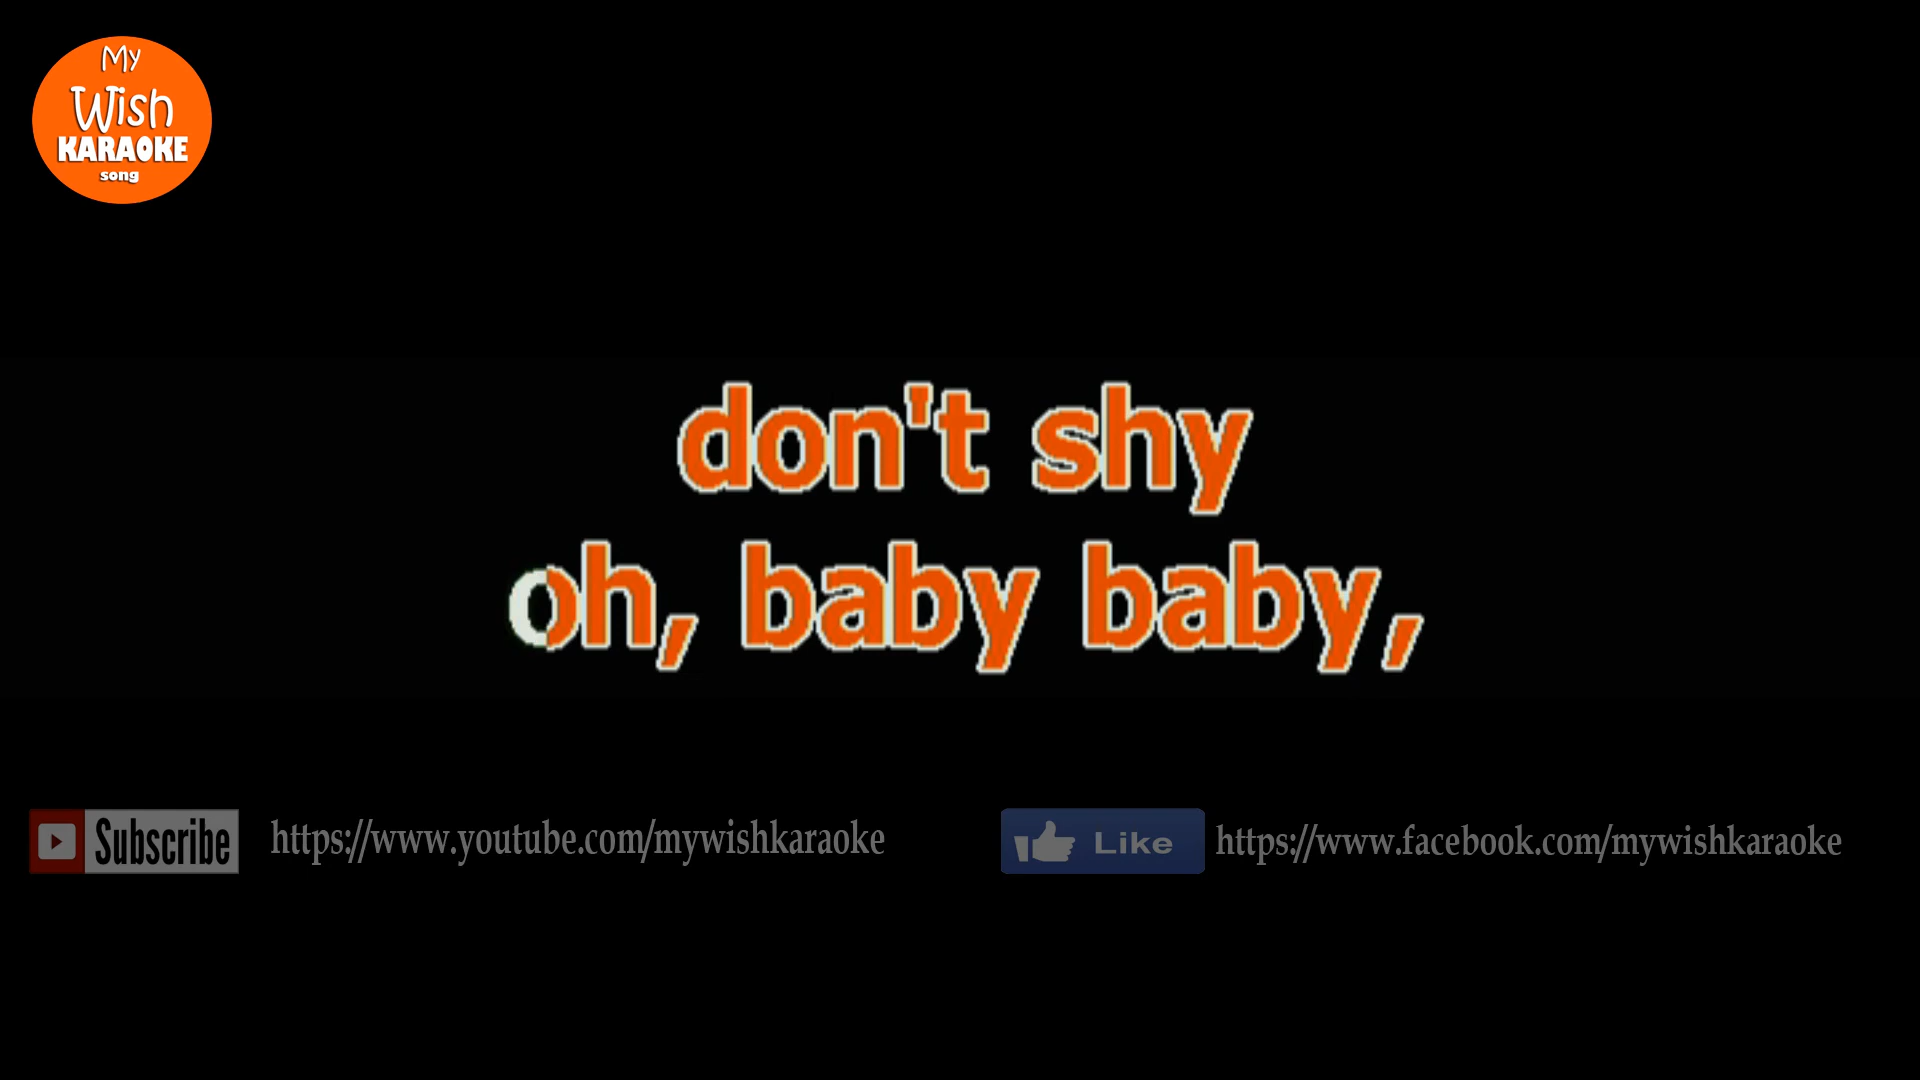 My
Wish
KARAOKE
song
don't shy
oh, baby baby,
Subscribe https://www.youtube.com/mywishkaraoke Like https://www.facebook.com/mywishkaraoke